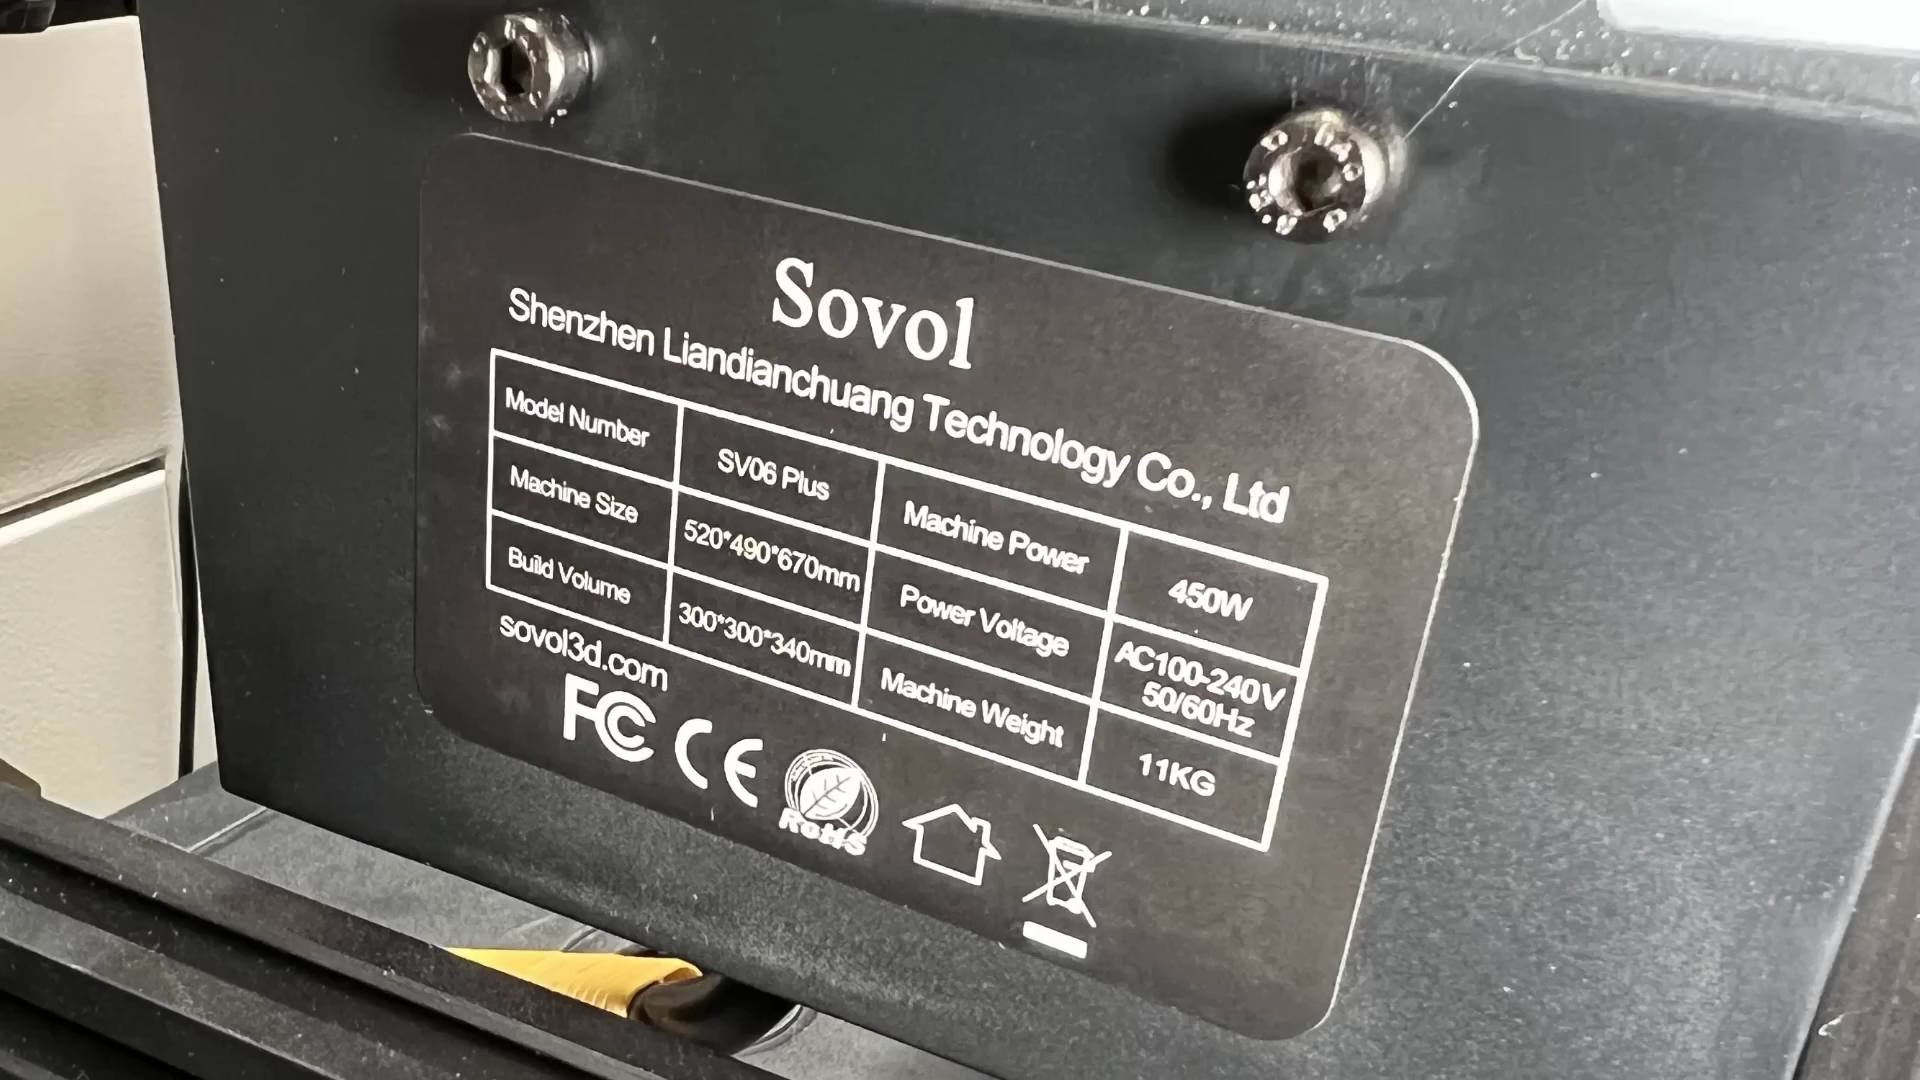 Sovol
Shenzhen Liandianchuang Technology Co., Ltd
Model Number
SV06 Plus
Machine Power
450W
Machine Size
520*490*670mm
Power Voltage
AC100-240V
50/60Hz
Build Volume
300*300*340mm
Machine Weight
11KG
sovol3d.com
FC CE RoHS